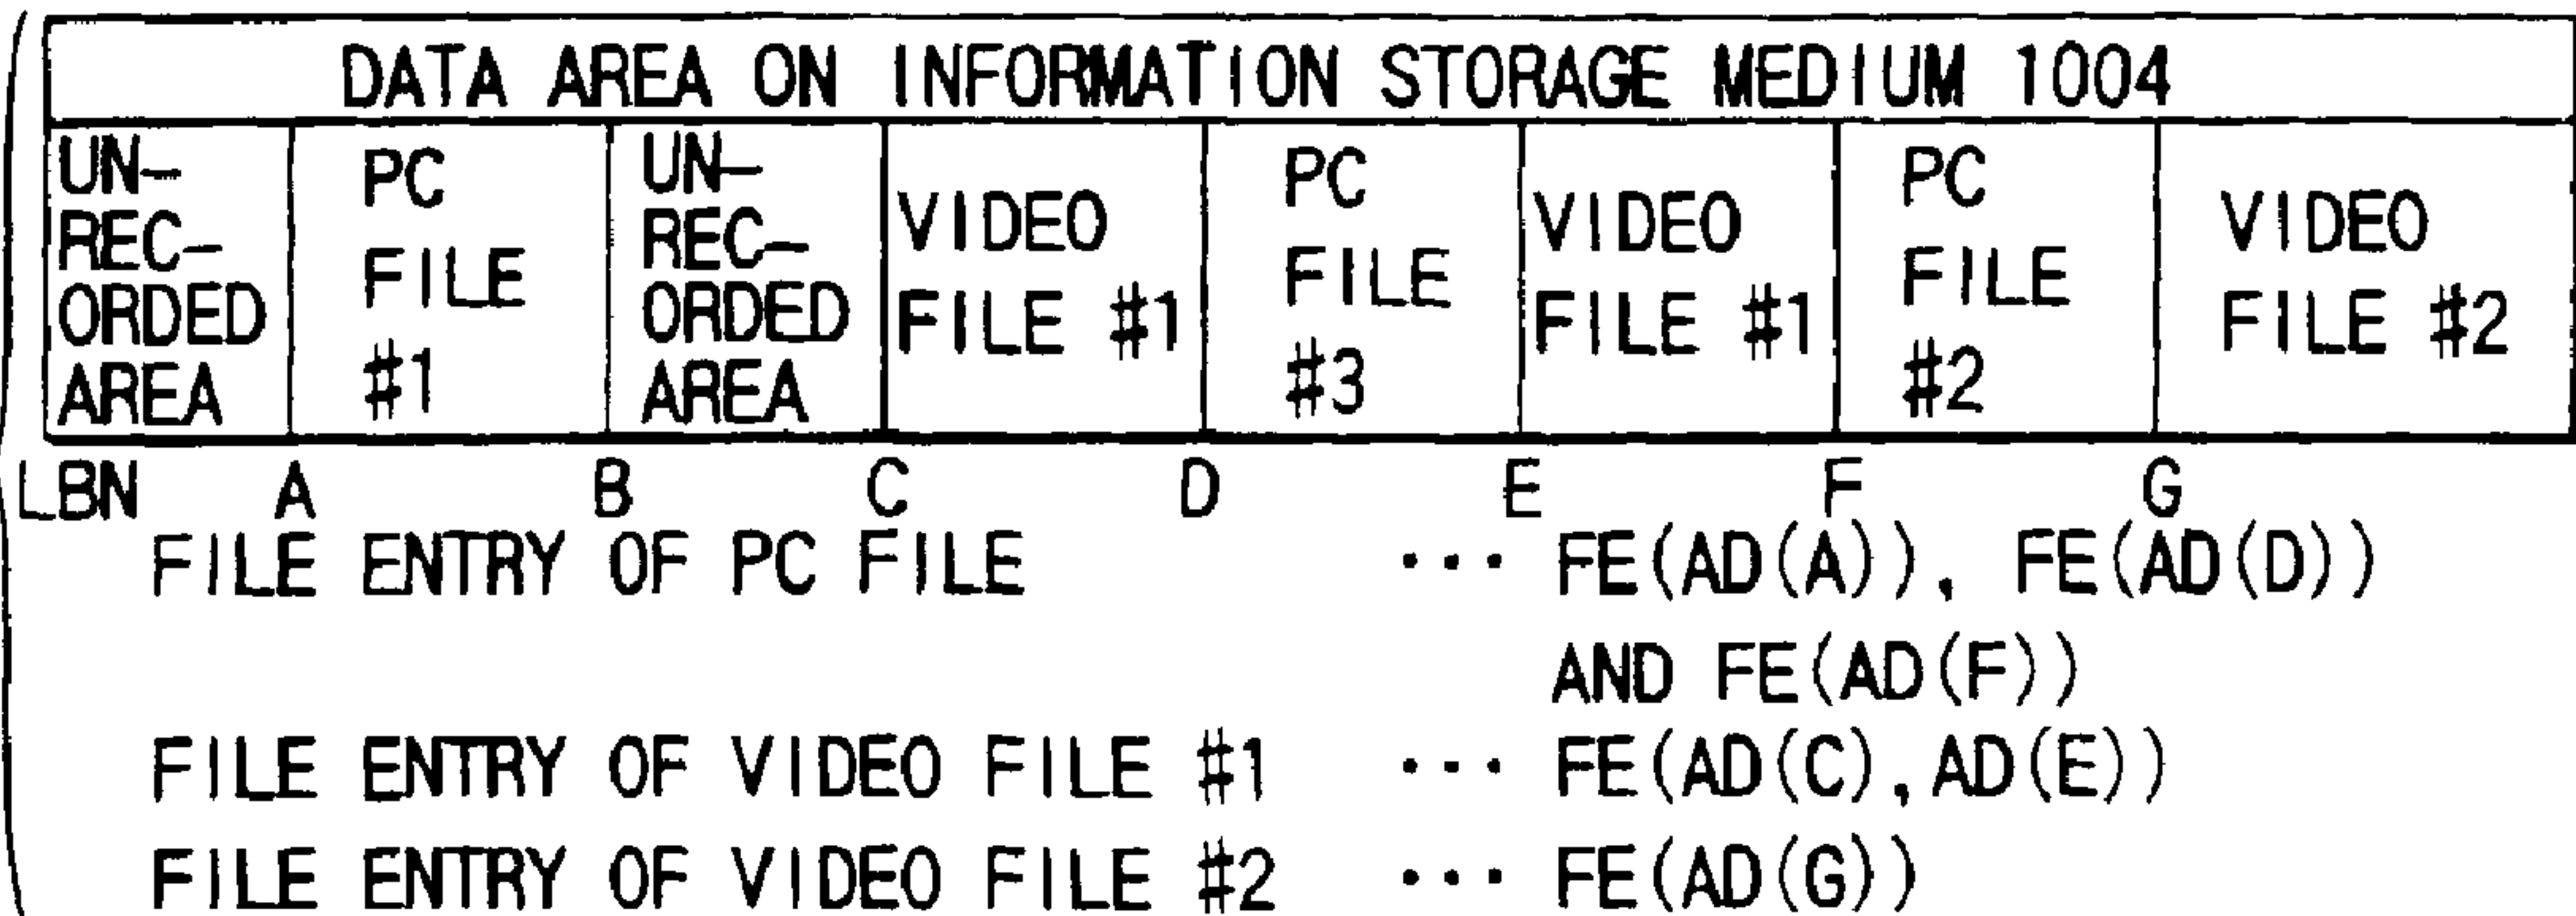 DATA AREA ON INFORMATION STORAGE MEDIUM 1004
UN-
REC-
ORDED
AREA
PC
FILE
#1
UN-
REC-
ORDED
AREA
VIDEO
FILE #1
PC
FILE
#3
VIDEO
FILE #1
PC
FILE
#2
VIDEO
FILE #2
LBN A B C D E F G
FILE ENTRY OF PC FILE ··· FE(AD(A)), FE(AD(D))
AND FE(AD(F))
FILE ENTRY OF VIDEO FILE #1 ··· FE(AD(C),AD(E))
FILE ENTRY OF VIDEO FILE #2 ··· FE(AD(G))